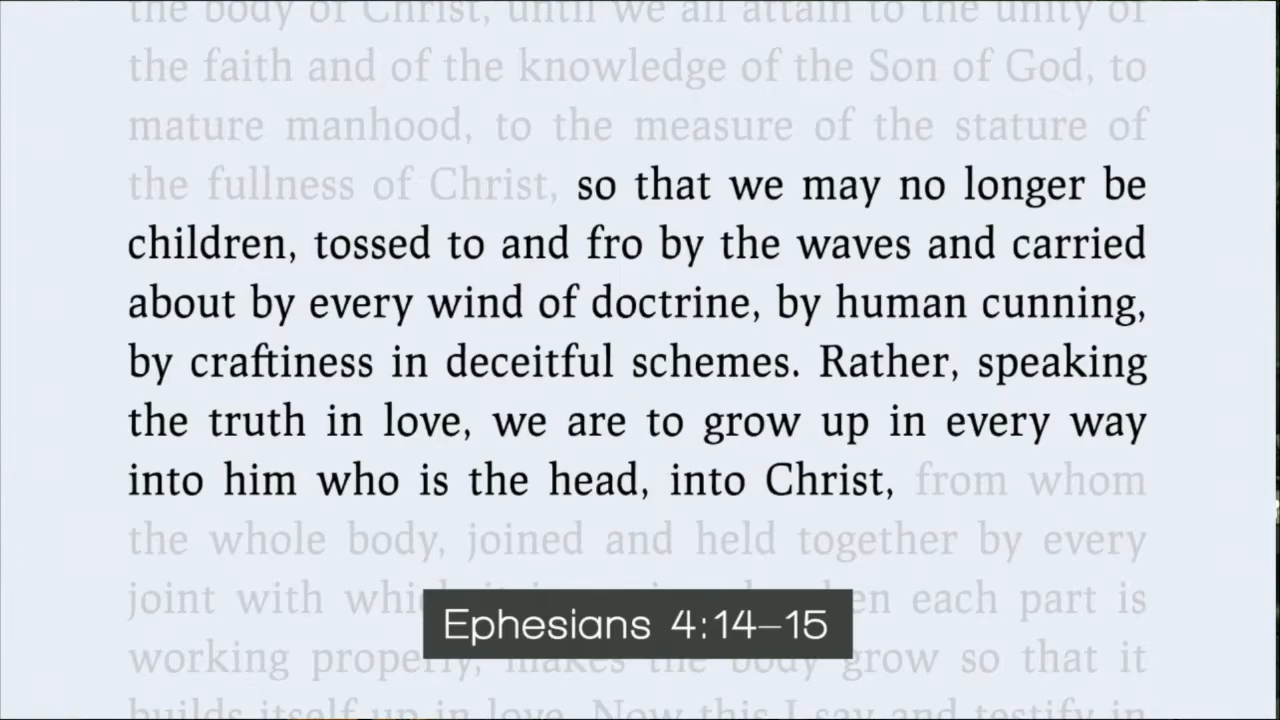 the body of Christ, until we all attain to the unity of
the faith and of the knowledge of the Son of God, to
mature manhood, to the measure of the stature of
the fullness of Christ, so that we may no longer be
children, tossed to and fro by the waves and carried
about by every wind of doctrine, by human cunning,
by craftiness in deceitful schemes. Rather, speaking
the truth in love, we are to grow up in every way
into him who is the head, into Christ, from whom
the whole body, joined and held together by every
joint with which each part is
Ephesians 4:14–15
working properly, makes the body grow so that it
builds itself up in love. Now this I say and testify in